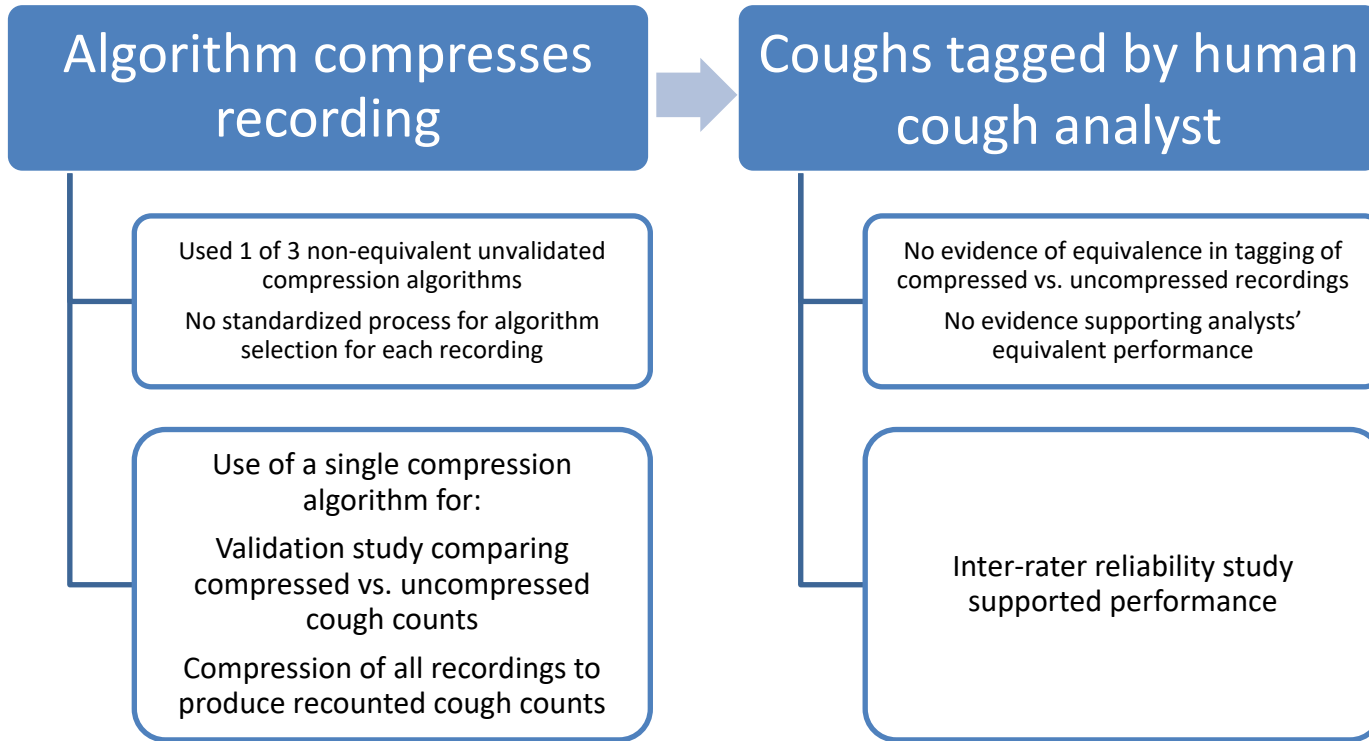 Algorithm compresses
recording
Used 1 of 3 non-equivalent unvalidated
compression algorithms
No standardized process for algorithm
selection for each recording
Use of a single compression
algorithm for:
Validation study comparing
compressed vs. uncompressed
cough counts
Compression of all recordings to
produce recounted cough counts
Coughs tagged by human
cough analyst
No evidence of equivalence in tagging of
compressed vs. uncompressed recordings
No evidence supporting analysts’
equivalent performance
Inter-rater reliability study
supported performance